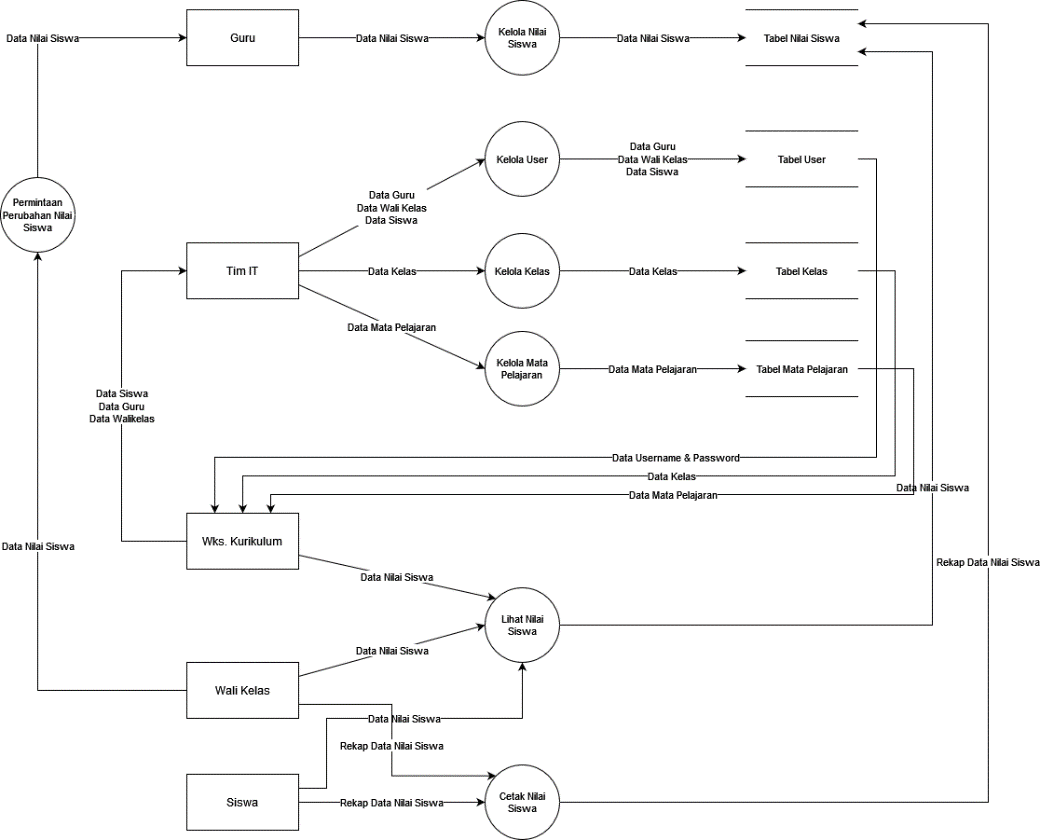 Data Nilai Siswa
Guru
Data Nilai Siswa
Kelola Nilai
Siswa
Data Nilai Siswa
Tabel Nilai Siswa
Permintaan
Perubahan Nilai
Siswa
Data Guru
Data Wali Kelas
Data Siswa
Kelola User
Data Guru
Data Wali Kelas
Data Siswa
Tabel User
Tim IT
Data Kelas
Kelola Kelas
Data Kelas
Tabel Kelas
Data Mata Pelajaran
Kelola Mata
Pelajaran
Data Mata Pelajaran
Tabel Mata Pelajaran
Data Siswa
Data Guru
Data Walikelas
Data Username & Password
Data Kelas
Data Mata Pelajaran
Data Nilai Siswa
Wks. Kurikulum
Data Nilai Siswa
Data Nilai Siswa
Rekap Data Nilai Siswa
Lihat Nilai
Siswa
Data Nilai Siswa
Wali Kelas
Data Nilai Siswa
Rekap Data Nilai Siswa
Siswa
Rekap Data Nilai Siswa
Cetak Nilai
Siswa